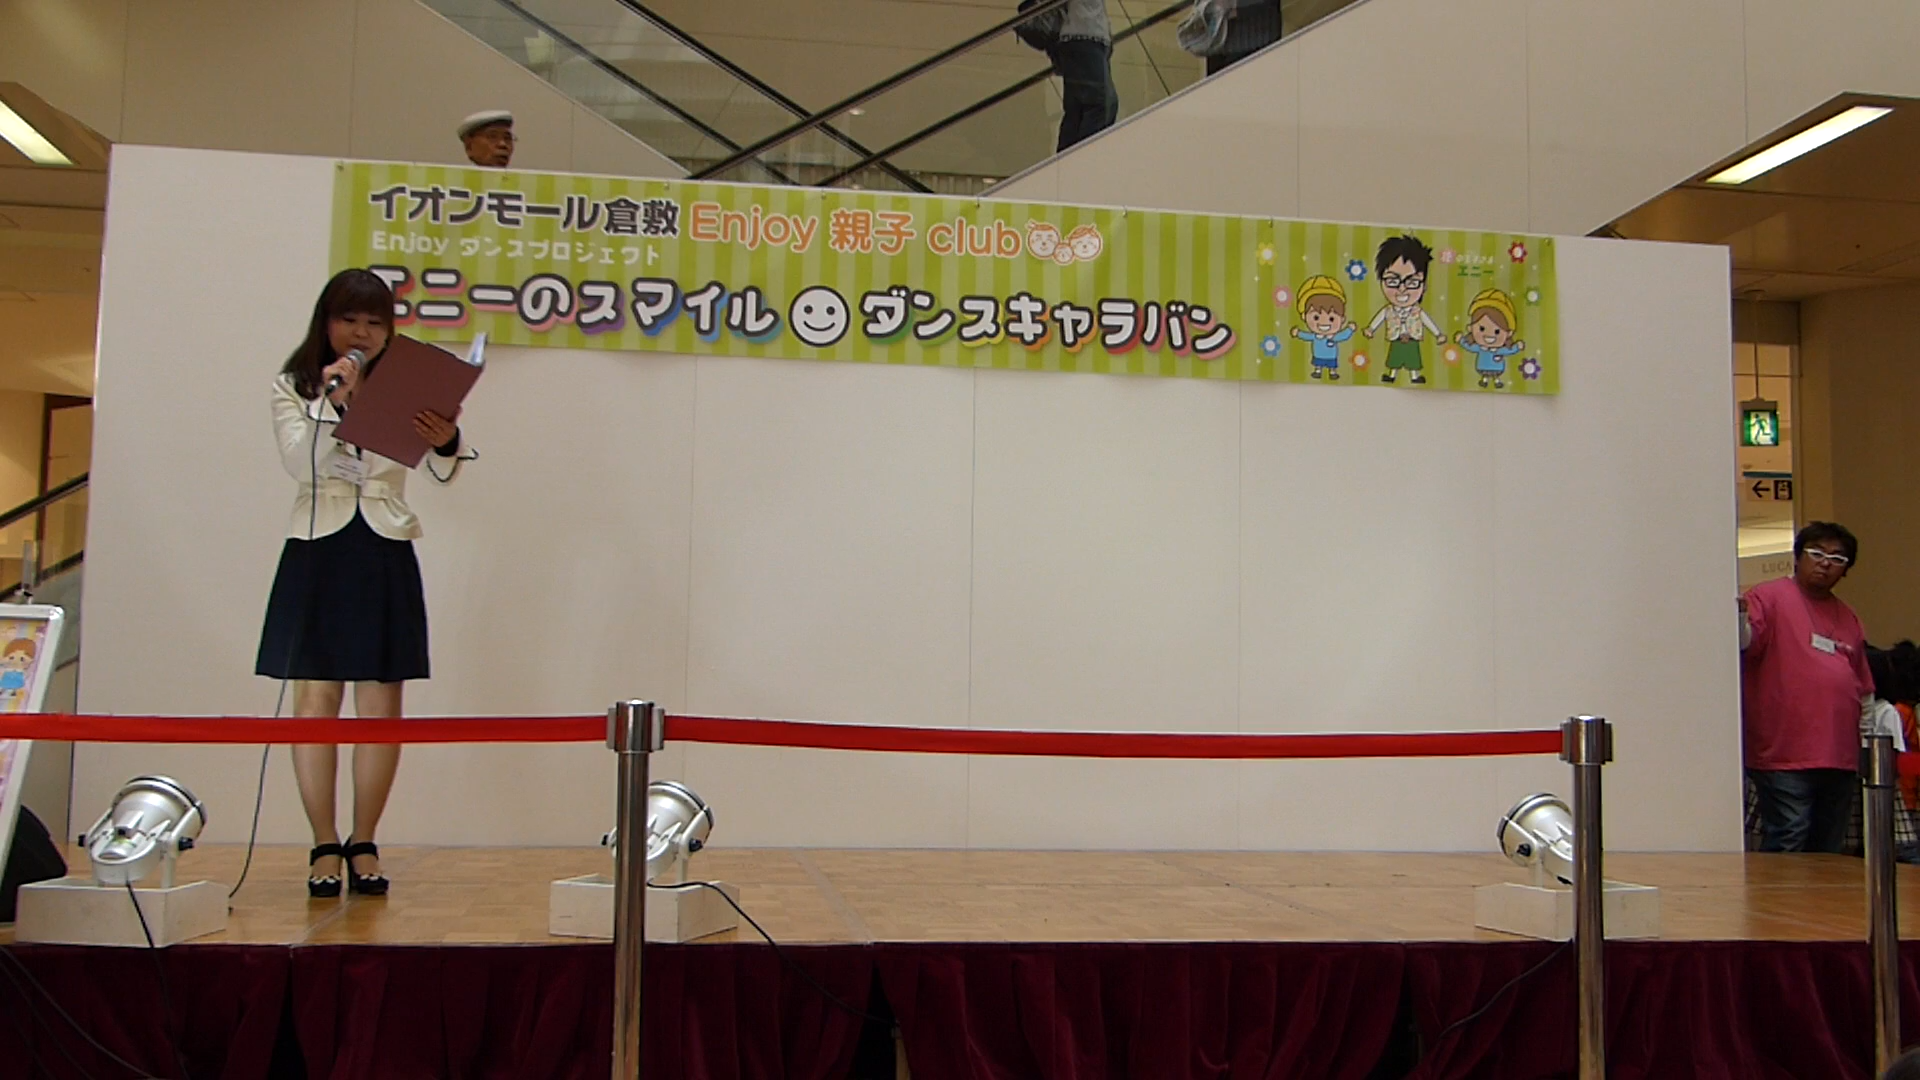 イオンモール倉敷 Enjoy 親子 club
Enjoy ダンスプロジェクト
エニーのスマイル ダンスキャラバン
エニー
LUCA